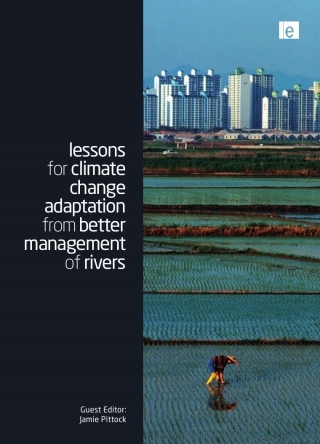 e
lessons
for climate
change
adaptation
from better
management
of rivers
Guest Editor:
Jamie Pittock